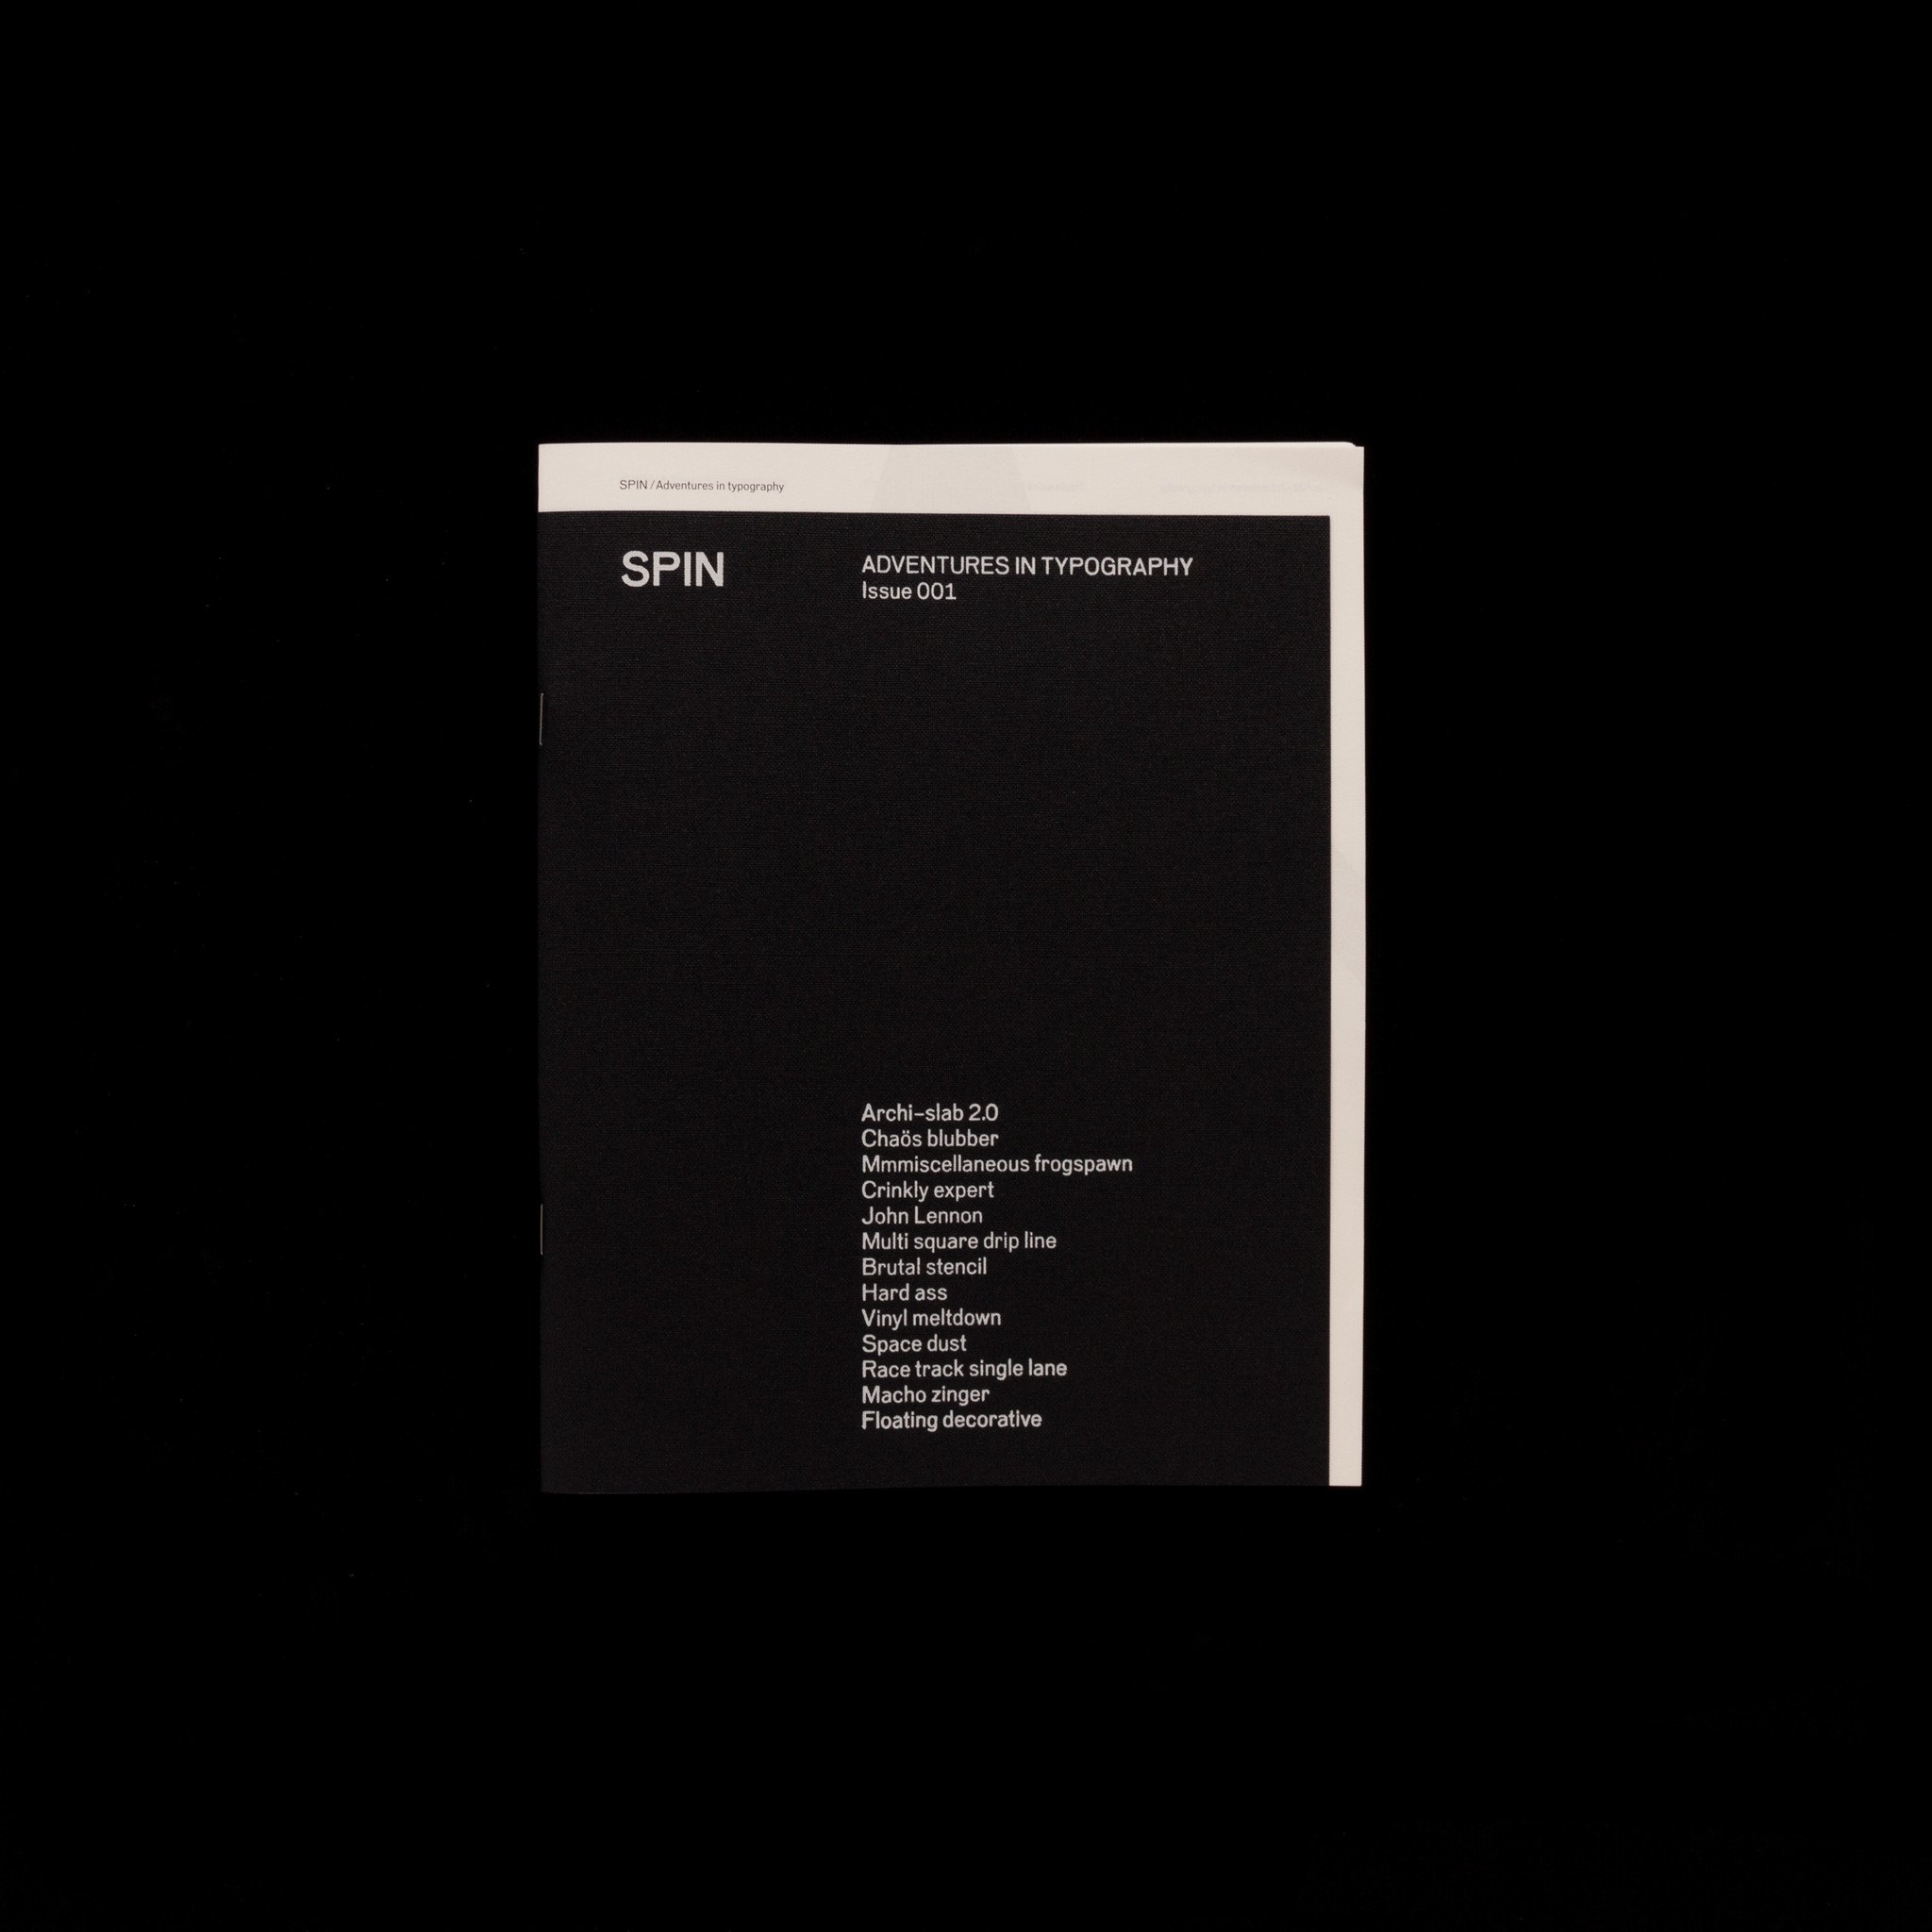 SPIN / Adventures in typography
SPIN
ADVENTURES IN TYPOGRAPHY
Issue 001
Archi-slab 2.0
Chaös blubber
Mmmiscellaneous frogspawn
Crinkly expert
John Lennon
Multi square drip line
Brutal stencil
Hard ass
Vinyl meltdown
Space dust
Race track single lane
Macho zinger
Floating decorative